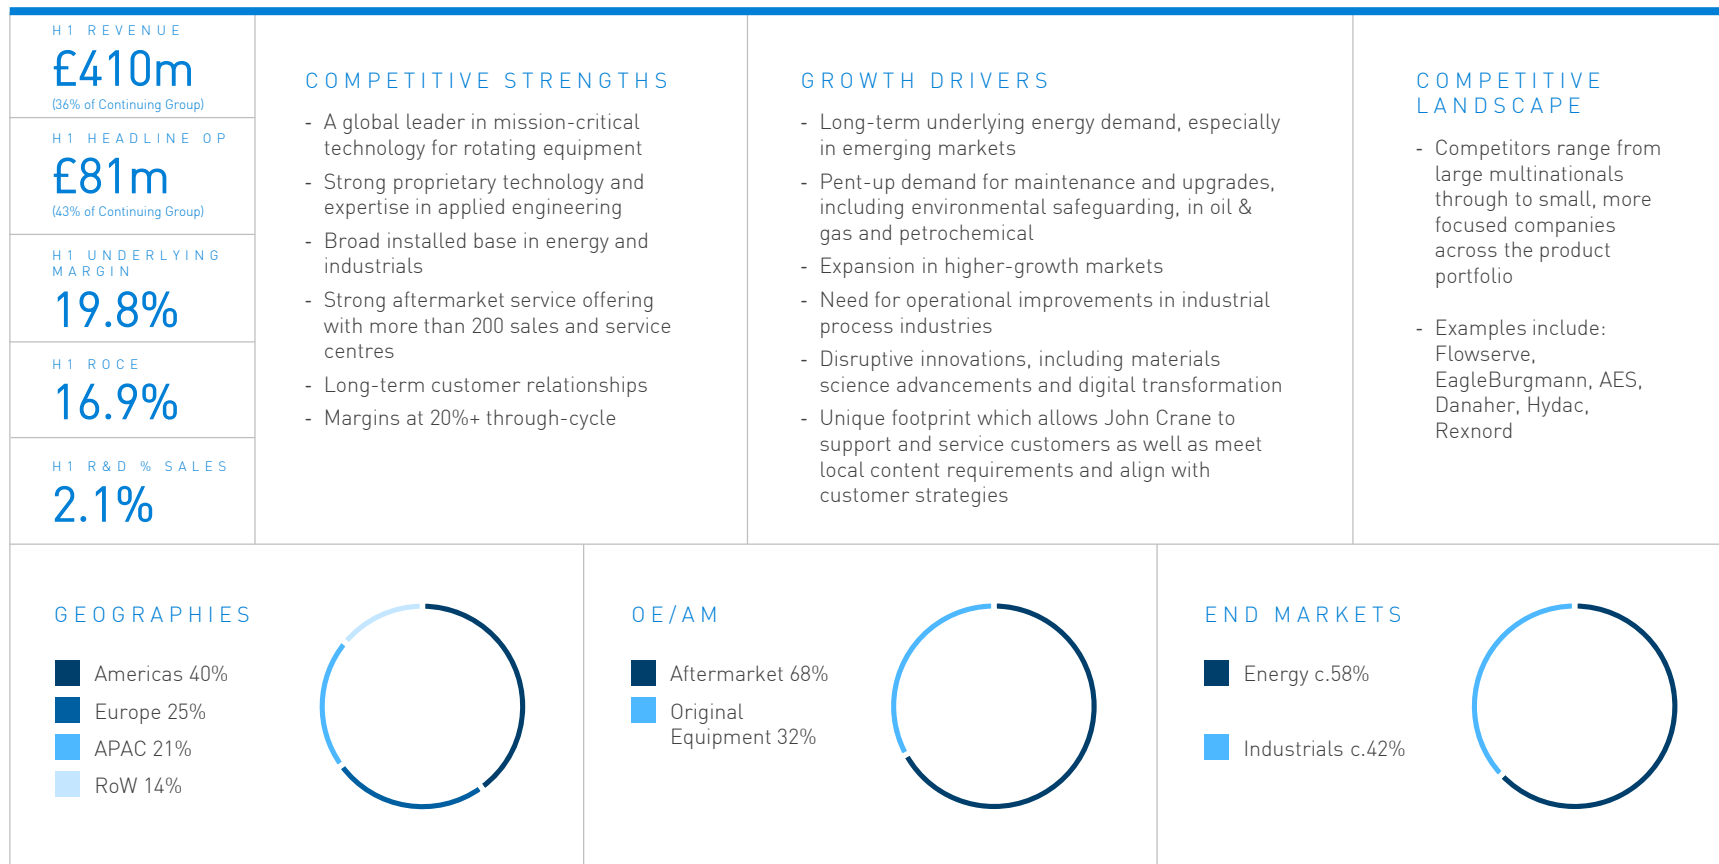 H1 REVENUE
£410m
(36% of Continuing Group)
H1 HEADLINE OP
£81m
(43% of Continuing Group)
H1 UNDERLYING
MARGIN
19.8%
H1 ROCE
16.9%
H1 R&D % SALES
2.1%
COMPETITIVE STRENGTHS
- A global leader in mission-critical
technology for rotating equipment
- Strong proprietary technology and
expertise in applied engineering
- Broad installed base in energy and
industrials
- Strong aftermarket service offering
with more than 200 sales and service
centres
- Long-term customer relationships
- Margins at 20%+ through-cycle
GROWTH DRIVERS
- Long-term underlying energy demand, especially
in emerging markets
- Pent-up demand for maintenance and upgrades,
including environmental safeguarding, in oil &
gas and petrochemical
- Expansion in higher-growth markets
- Need for operational improvements in industrial
process industries
- Disruptive innovations, including materials
science advancements and digital transformation
- Unique footprint which allows John Crane to
support and service customers as well as meet
local content requirements and align with
customer strategies
COMPETITIVE
LANDSCAPE
- Competitors range from
large multinationals
through to small, more
focused companies
across the product
portfolio
- Examples include:
Flowserve,
EagleBurgmann, AES,
Danaher, Hydac,
Rexnord
GEOGRAPHIES
Americas 40%
Europe 25%
APAC 21%
RoW 14%
OE/AM
Aftermarket 68%
Original
Equipment 32%
END MARKETS
Energy c.58%
Industrials c.42%